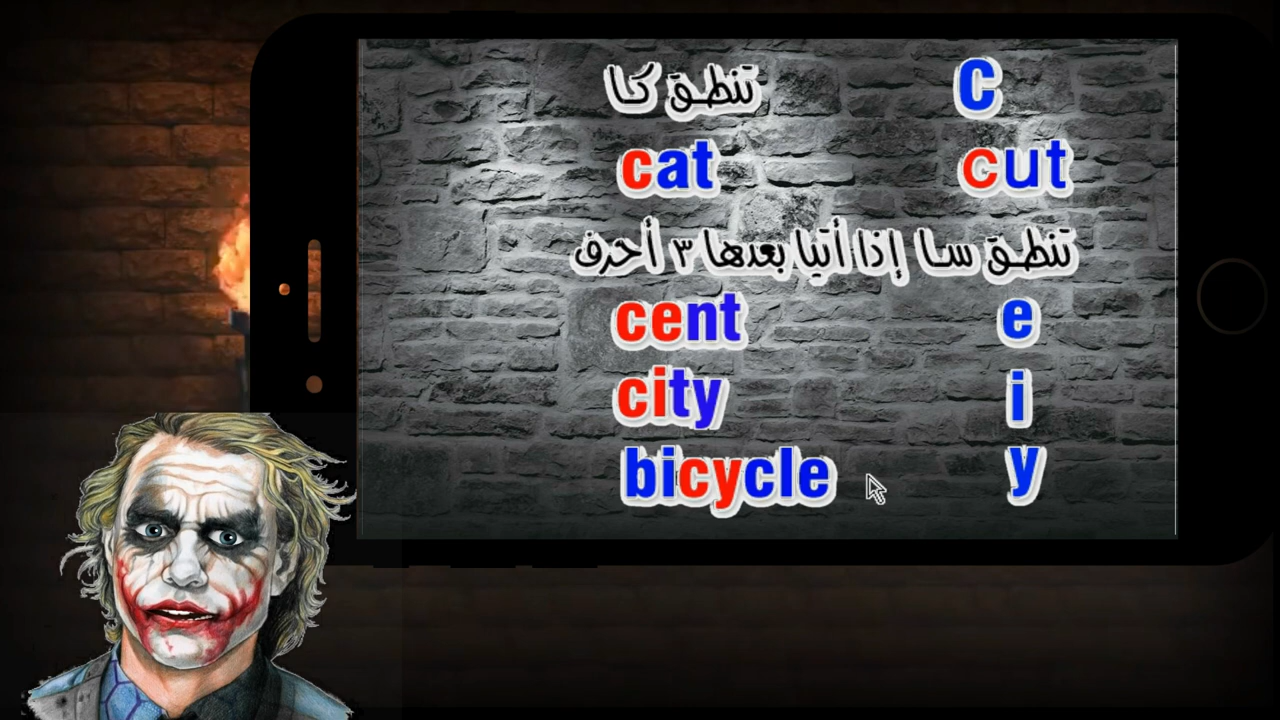 C تنطق كا
cat cut
تنطق سا إذا أتيا بعدها ٣ أحرف
cent e
city i
bicycle y